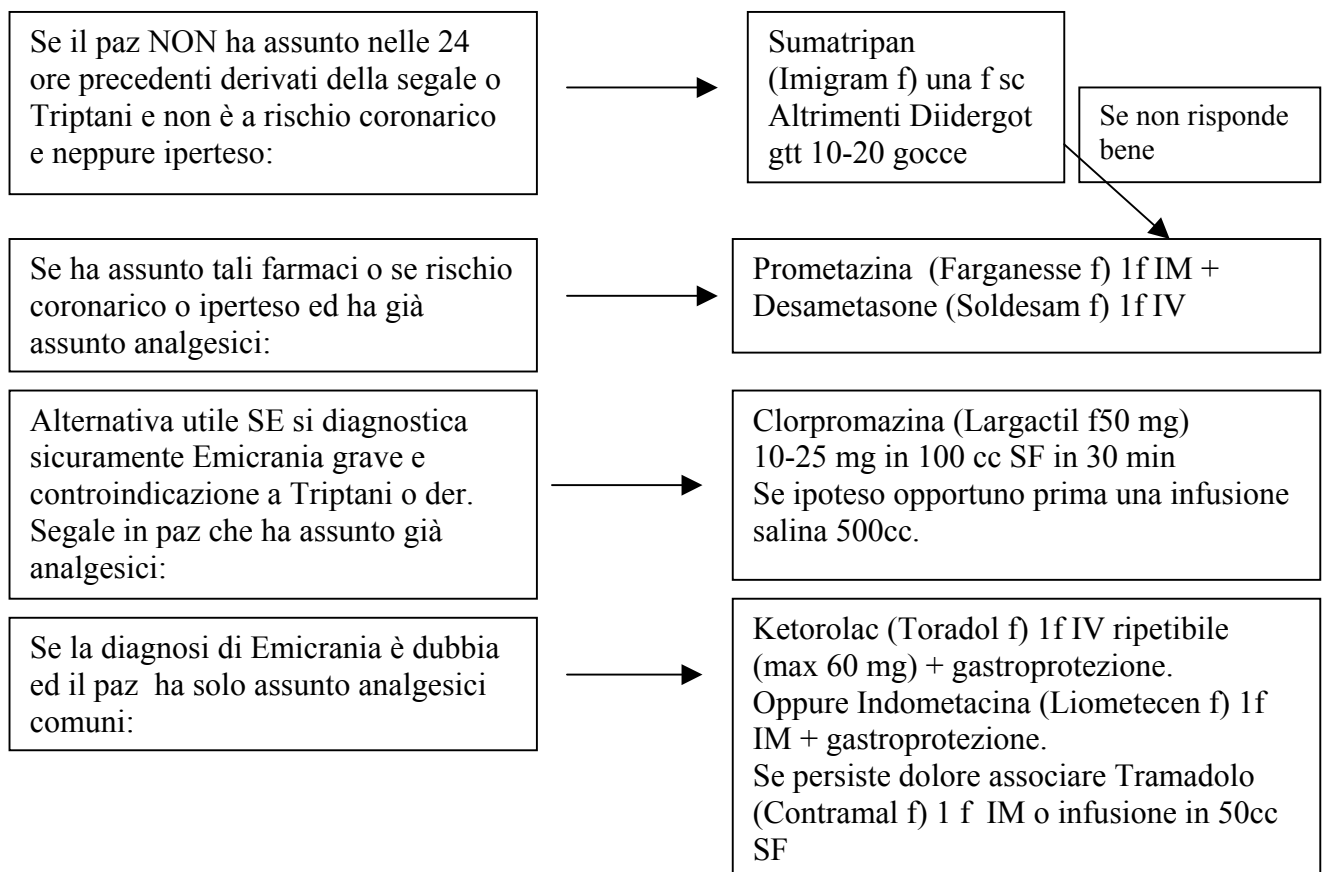 Se il paz NON ha assunto nelle 24
ore precedenti derivati della segale o
Triptani e non è a rischio coronarico
e neppure iperteso:
Sumatripan
(Imigram f) una f sc
Altrimenti Diidergot
gtt 10-20 gocce
Se non risponde
bene
Se ha assunto tali farmaci o se rischio
coronarico o iperteso ed ha già
assunto analgesici:
Prometazina (Farganesse f) 1f IM +
Desametasone (Soldesam f) 1f IV
Alternativa utile SE si diagnostica
sicuramente Emicrania grave e
controindicazione a Triptani o der.
Segale in paz che ha assunto già
analgesici:
Clorpromazina (Largactil f50 mg)
10-25 mg in 100 cc SF in 30 min
Se ipoteso opportuno prima una infusione
salina 500cc.
Se la diagnosi di Emicrania è dubbia
ed il paz ha solo assunto analgesici
comuni:
Ketorolac (Toradol f) 1f IV ripetibile
(max 60 mg) + gastroprotezione.
Oppure Indometacina (Liometecen f) 1f
IM + gastroprotezione.
Se persiste dolore associare Tramadolo
(Contramal f) 1 f IM o infusione in 50cc
SF